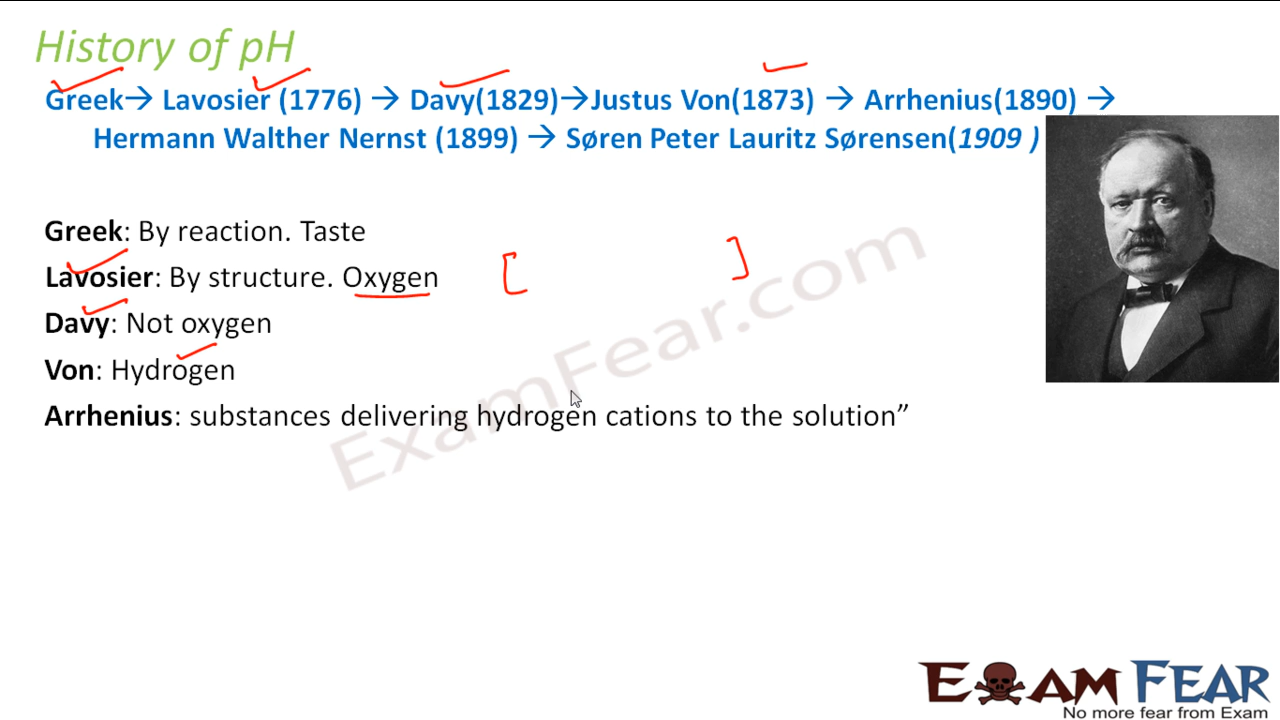 History of pH
Greek→ Lavosier (1776) → Davy(1829)→Justus Von(1873) → Arrhenius(1890) →
Hermann Walther Nernst (1899) → Søren Peter Lauritz Sørensen(1909 )
Greek: By reaction. Taste
Lavosier: By structure. Oxygen
[ ]
Davy: Not oxygen
Von: Hydrogen
Arrhenius: substances delivering hydrogen cations to the solution”
ExamFear.com
EXAM FEAR
No more fear from Exam